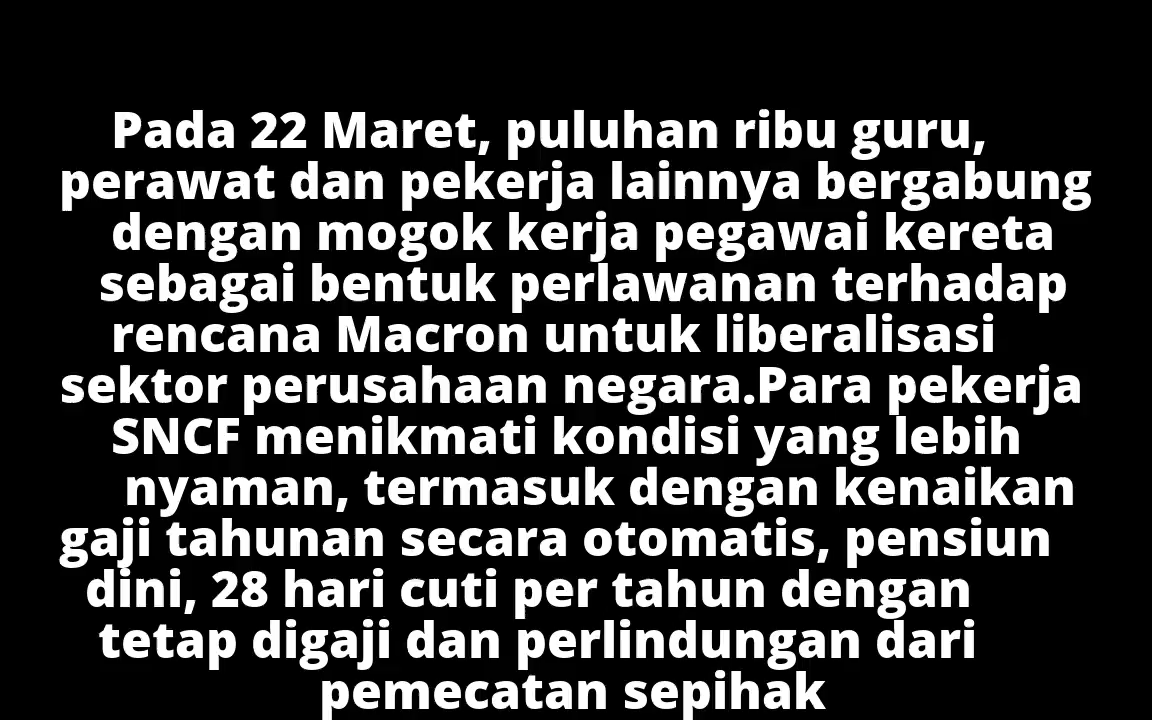 Pada 22 Maret, puluhan ribu guru,
perawat dan pekerja lainnya bergabung
dengan mogok kerja pegawai kereta
sebagai bentuk perlawanan terhadap
rencana Macron untuk liberalisasi
sektor perusahaan negara.Para pekerja
SNCF menikmati kondisi yang lebih
nyaman, termasuk dengan kenaikan
gaji tahunan secara otomatis, pensiun
dini, 28 hari cuti per tahun dengan
tetap digaji dan perlindungan dari
pemecatan sepihak